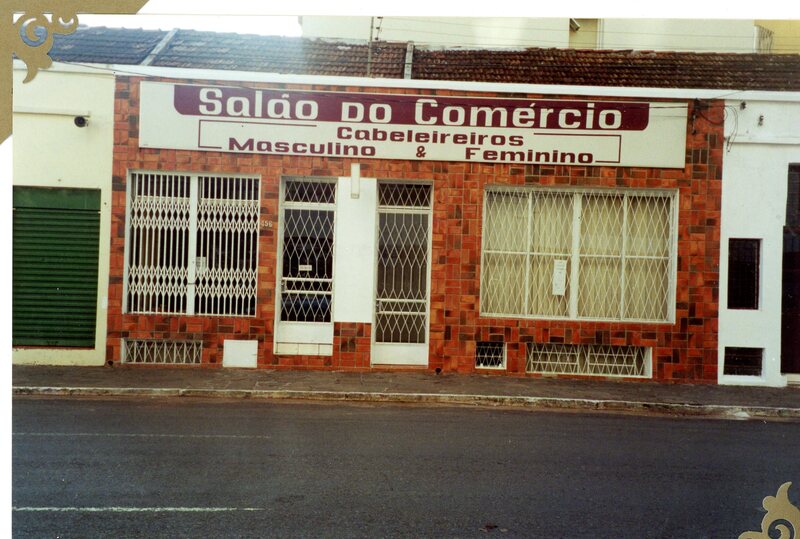 Salão do Comércio
Cabeleireiros
Masculino & Feminino